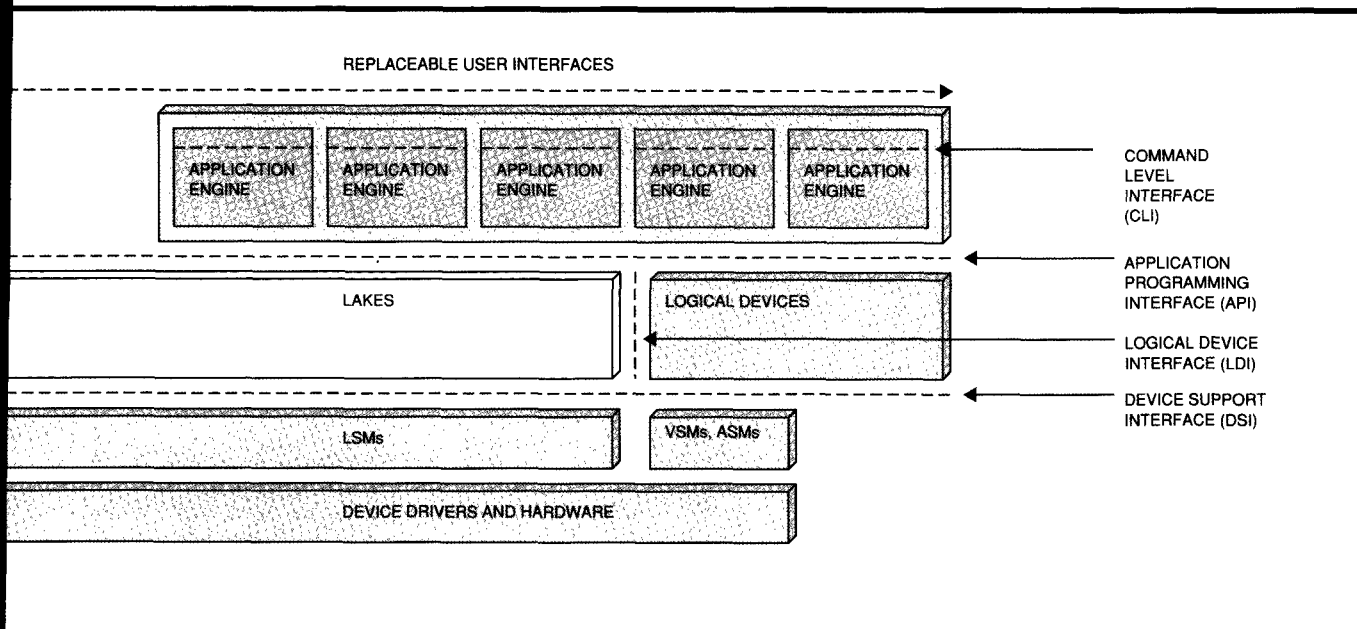 REPLACEABLE USER INTERFACES
APPLICATION
ENGINE
APPLICATION
ENGINE
APPLICATION
ENGINE
APPLICATION
ENGINE
APPLICATION
ENGINE
COMMAND
LEVEL
INTERFACE
(CLI)
APPLICATION
PROGRAMMING
INTERFACE (API)
LAKES
LOGICAL DEVICES
LOGICAL DEVICE
INTERFACE (LDI)
DEVICE SUPPORT
INTERFACE (DSI)
LSMs
VSMs, ASMs
DEVICE DRIVERS AND HARDWARE